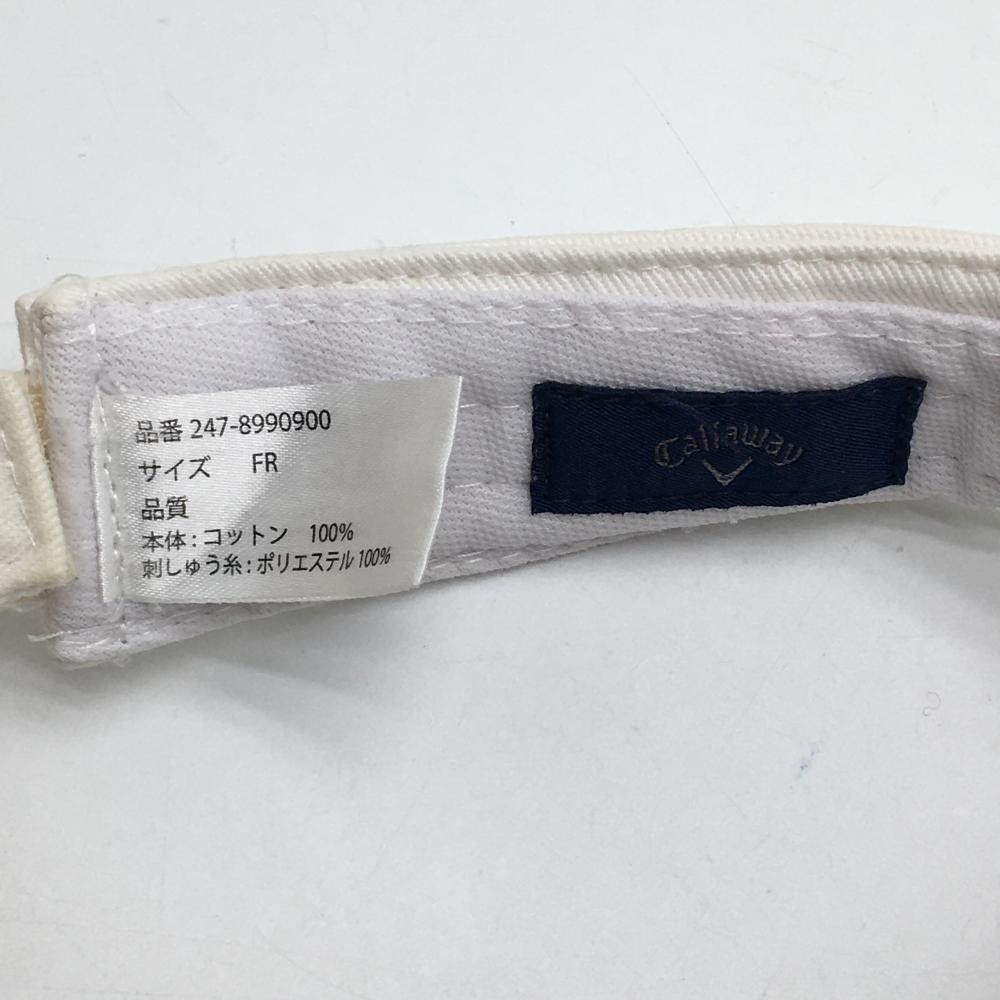 品番 247-8990900
サイズ FR
品質
本体 : コットン 100%
刺しゅう糸 : ポリエステル 100%
Callaway